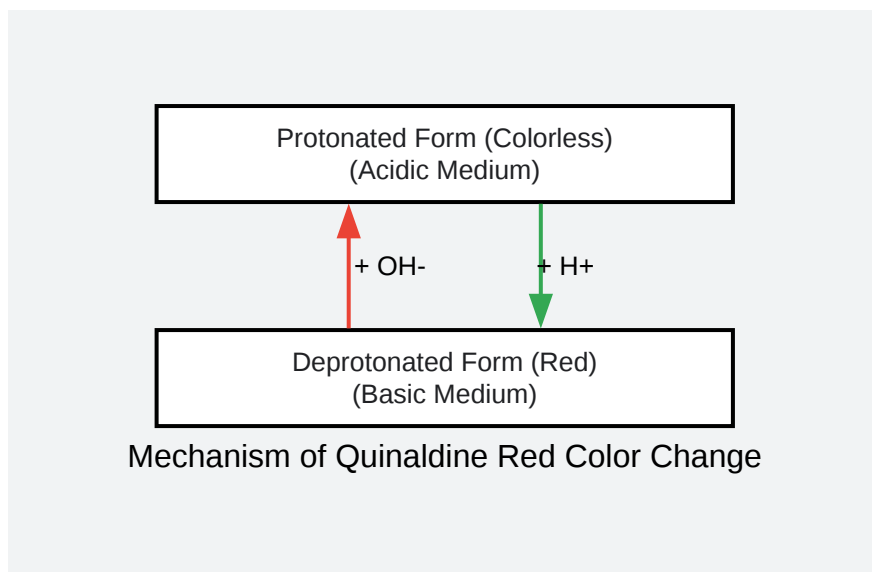 Protonated Form (Colorless)
(Acidic Medium)
+ OH-
+ H+
Deprotonated Form (Red)
(Basic Medium)
Mechanism of Quinaldine Red Color Change